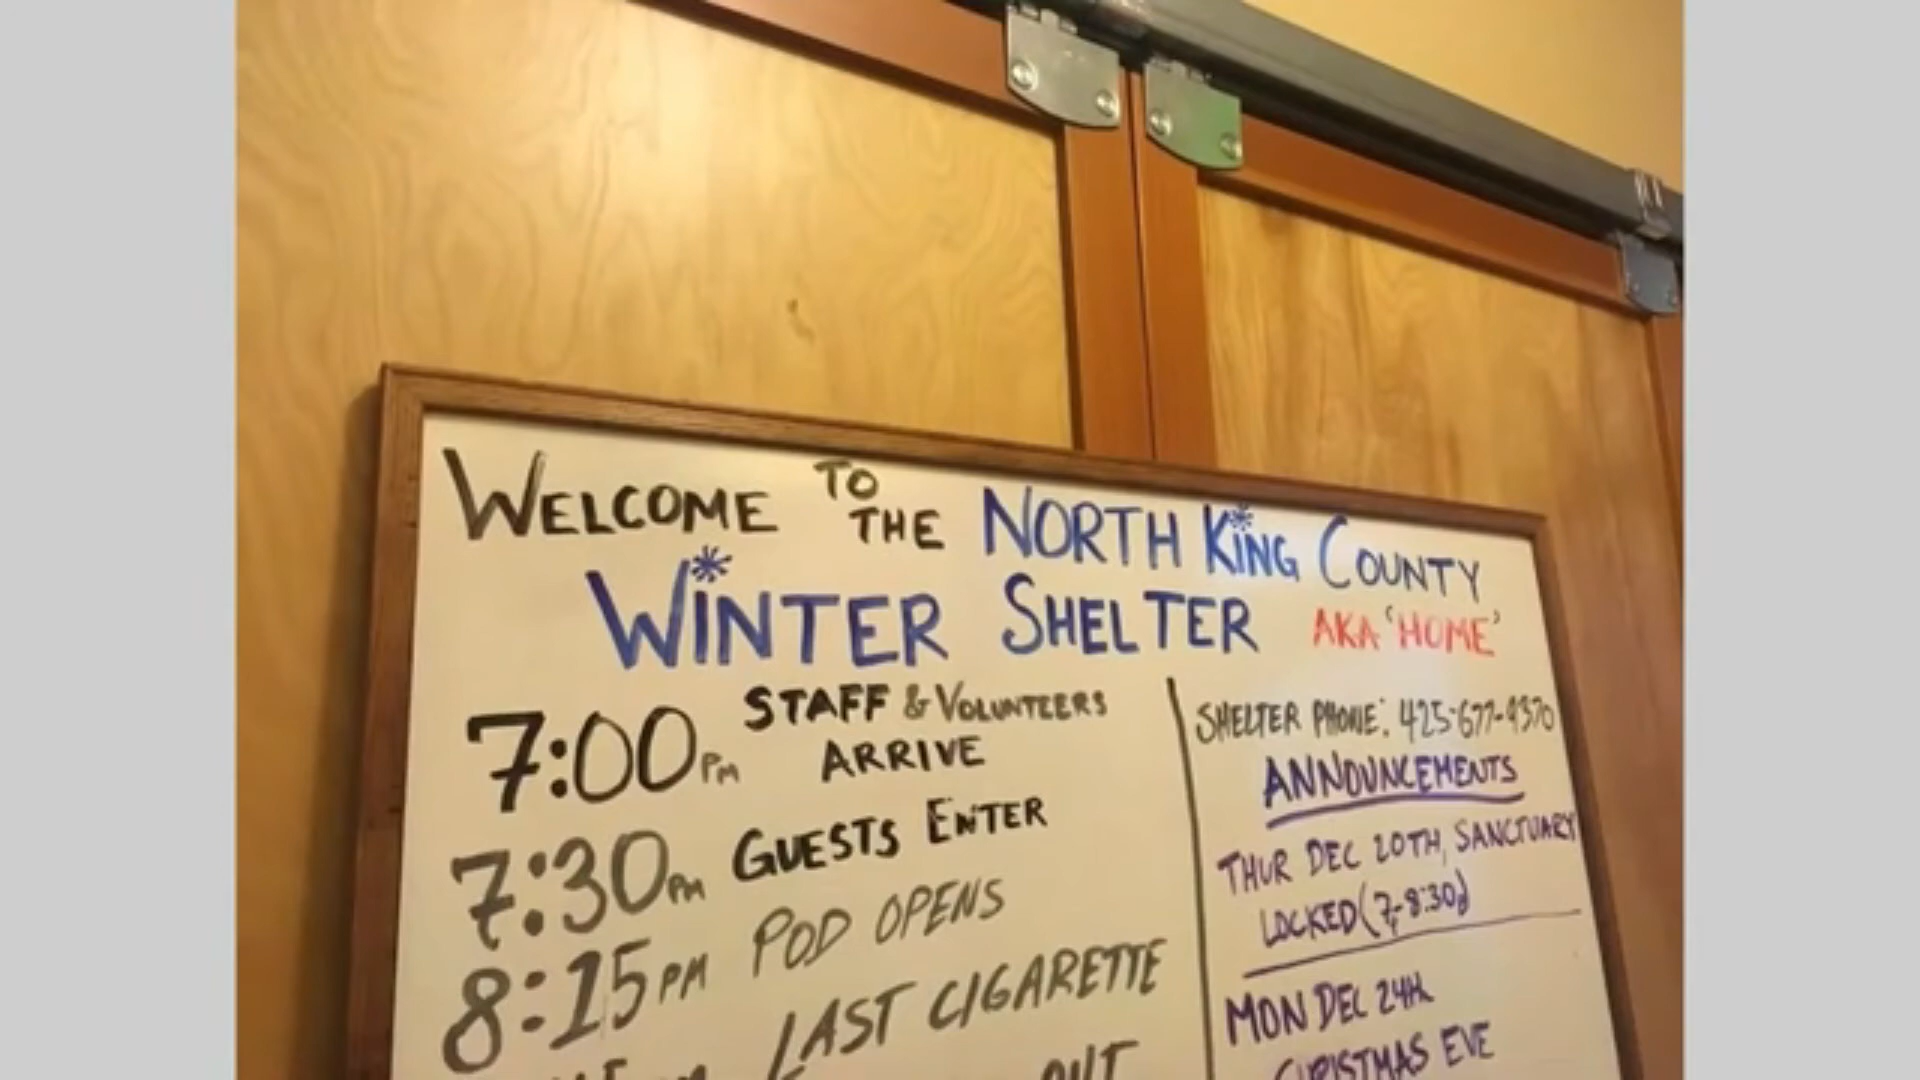 WELCOME TO THE NORTH KING COUNTY
WINTER SHELTER AKA 'HOME'
7:00PM STAFF & VOLUNTEERS
ARRIVE
7:30PM GUESTS ENTER
8:15PM POD OPENS
LAST CIGARETTE
OUT
SHELTER PHONE: 425-677-
ANNOUNCEMENTS
THUR DEC 20TH, SANCTUARY
LOCKED (7-8:30p)
MON DEC 24th
CHRISTMAS EVE